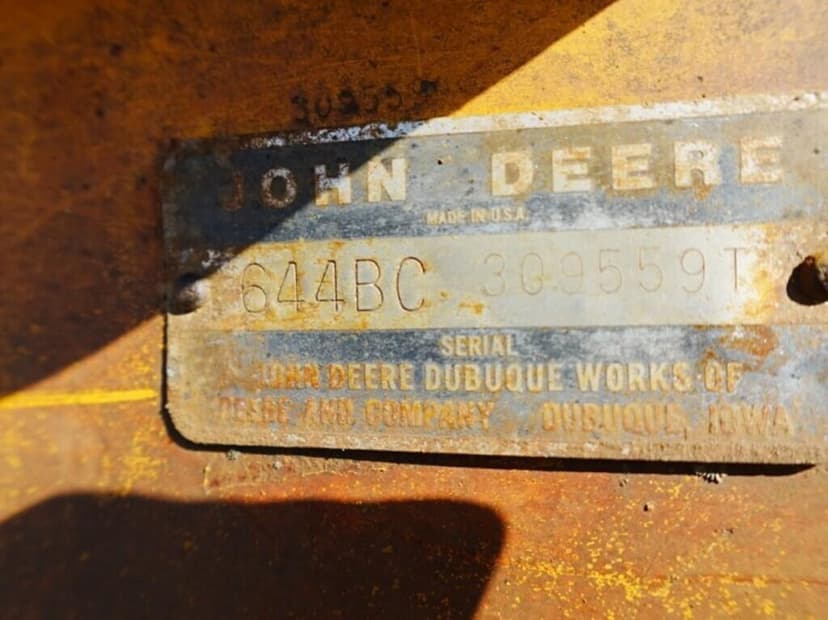 309559
JOHN DEERE
MADE IN U.S.A.
644BC 309559T
SERIAL
JOHN DEERE DUBUQUE WORKS OF
DEERE AND COMPANY DUBUQUE, IOWA